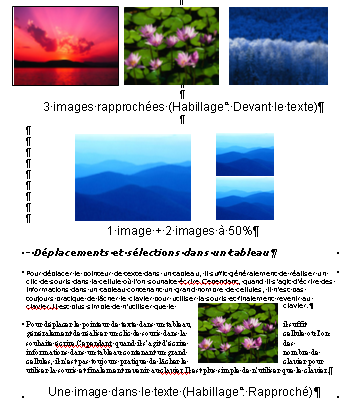 3·images·rapprochées·(Habillage·:·Devant·le·texte)¶
¶
¶
¶
¶
¶
¶
¶
¶
¶
¶
1·image·+·2·images·à·50%¶
Déplacements·et·sélections·dans·un·tableau¶
Pour·déplacer·le·pointeur·de·texte·dans·un·tableau,·il·suffit·généralement·de·réaliser·un·
clic·de·souris·dans·la·cellule·où·l'on·souhaite·écrire.Cependant,·quand·il·s'agit·d'écrire·des·
informations·dans·un·tableau·contenant·un·grand·nombre·de·cellules,·il·n'est·pas·
toujours·pratique·de·lâcher·le·clavier·pour·utiliser·la·souris·et·finalement·revenir·au·
clavier.Il·est·plus·simple·de·n'utiliser·que·le· clavier.¶
Pour·déplacer·le·pointeur·de·texte·dans·un·tableau, il·suffit·
généralement·de·réaliser·un·clic·de·souris·dans·la· cellule·où·l'on·
souhaite·écrire.Cependant,·quand·il·s'agit·d'écrire· des·
informations·dans·un·tableau·contenant·un·grand· nombre·de·
cellules,·il·n'est·pas·toujours·pratique·de·lâcher·le· clavier·pour·
utiliser·la·souris·et·finalement·revenir·au·clavier.Il·est·plus·simple·de·n'utiliser·que·le·clavier.¶
Une·image·dans·le·texte·(Habillage·:·Rapproché)·¶